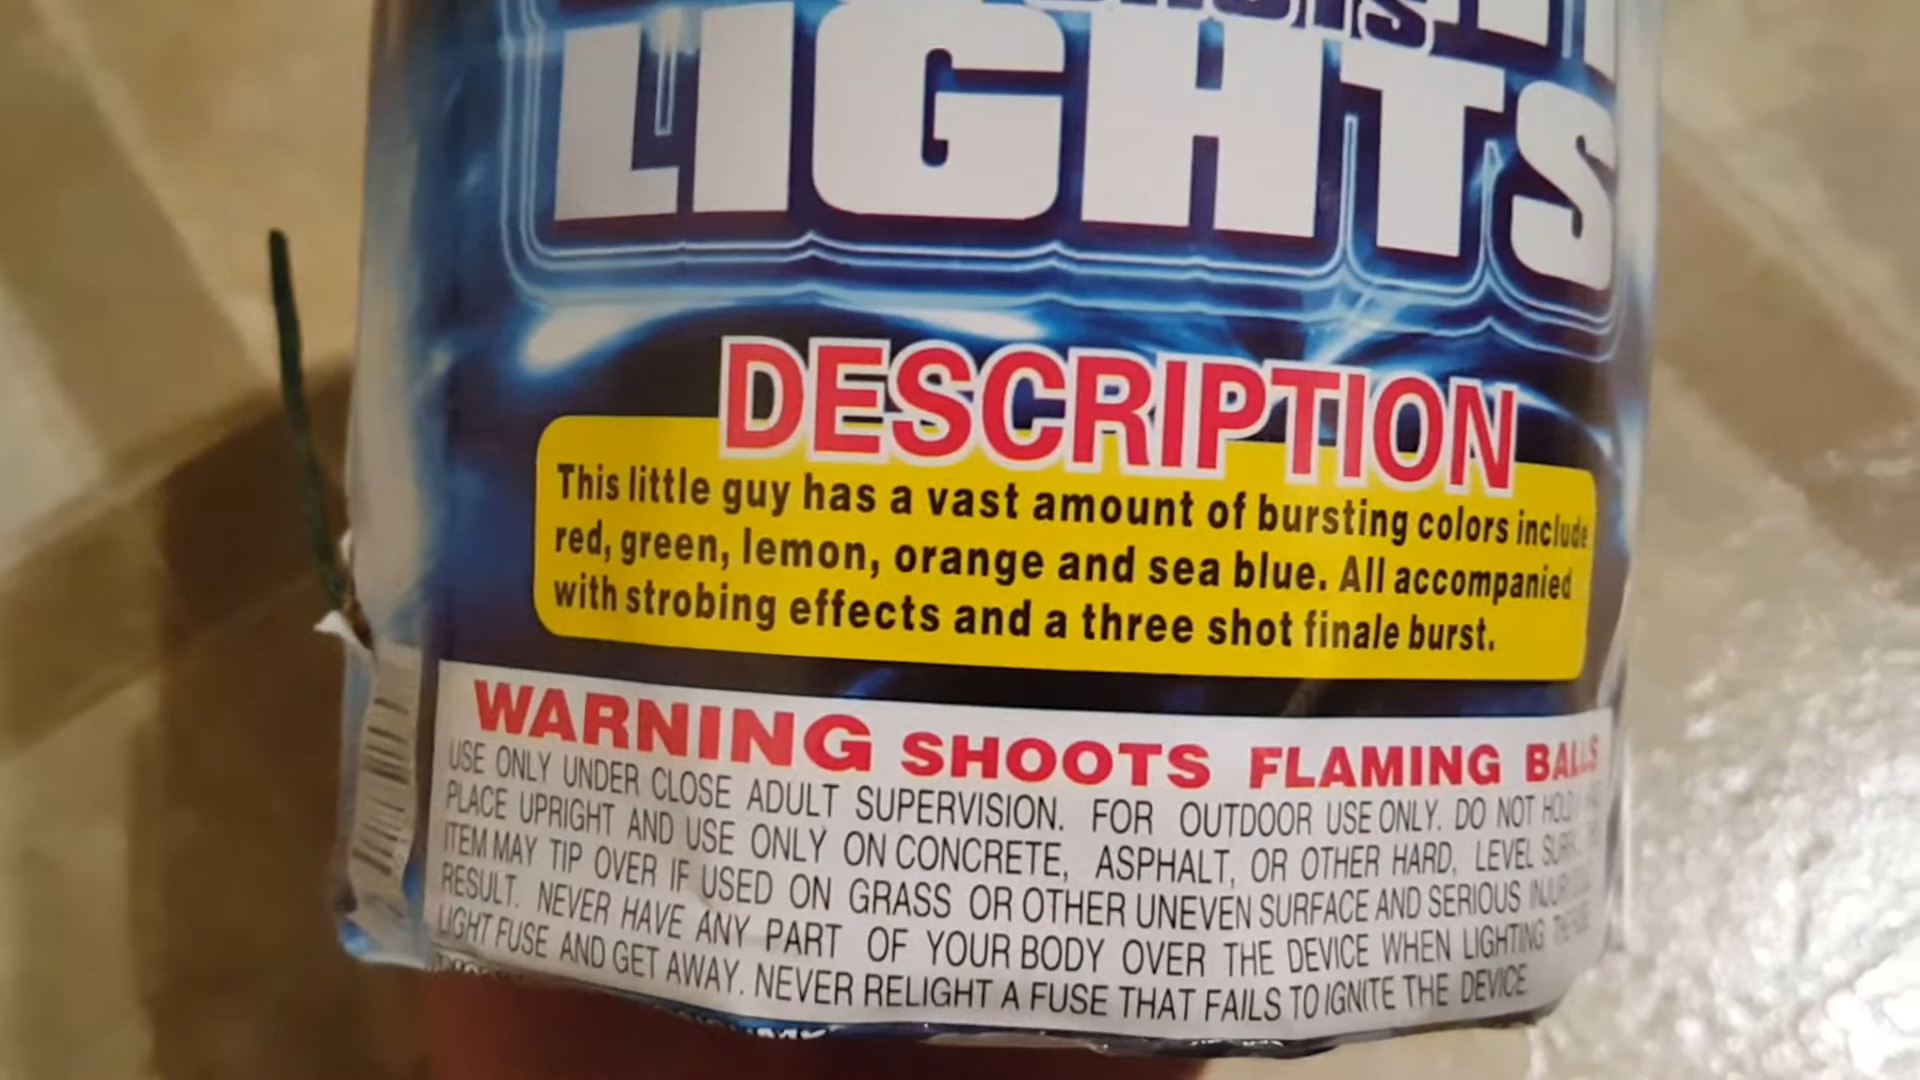 LIGHTS
DESCRIPTION
This little guy has a vast amount of bursting colors include
red, green, lemon, orange and sea blue. All accompanied
with strobing effects and a three shot finale burst.
WARNING SHOOTS FLAMING BALLS
USE ONLY UNDER CLOSE ADULT SUPERVISION. FOR OUTDOOR USE ONLY. DO NOT HOLD
PLACE UPRIGHT AND USE ONLY ON CONCRETE, ASPHALT, OR OTHER HARD, LEVEL
ITEM MAY TIP OVER IF USED ON GRASS OR OTHER UNEVEN SURFACE AND SERIOUS
RESULT. NEVER HAVE ANY PART OF YOUR BODY OVER THE DEVICE WHEN LIGHTING
LIGHT FUSE AND GET AWAY. NEVER RELIGHT A FUSE THAT FAILS TO IGNITE THE DEVICE